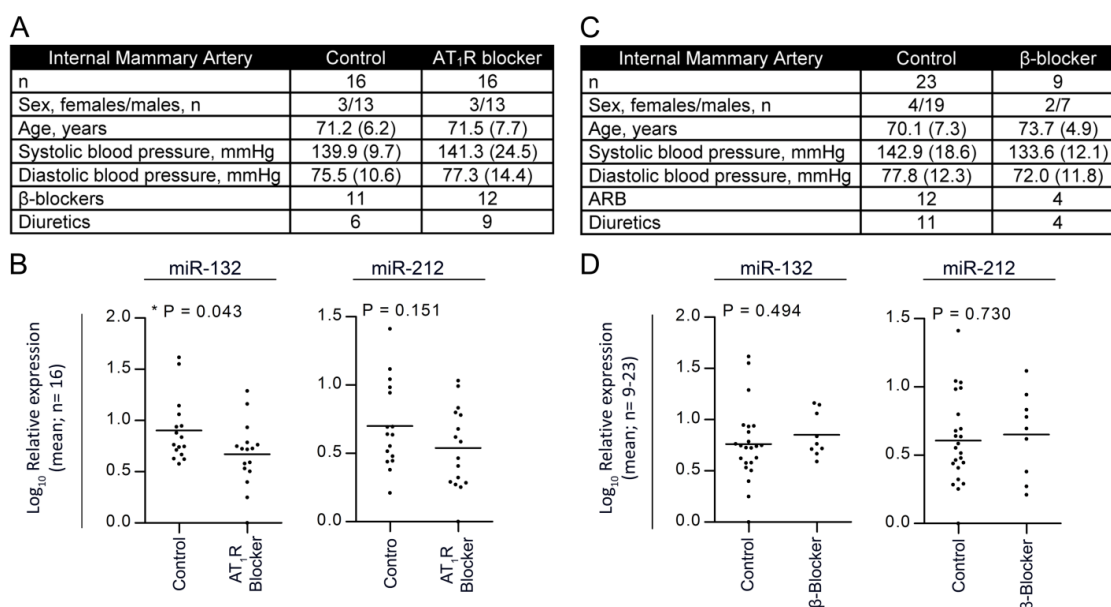 A
Internal Mammary Artery Control AT₁R blocker
n 16 16
Sex, females/males, n 3/13 3/13
Age, years 71.2 (6.2) 71.5 (7.7)
Systolic blood pressure, mmHg 139.9 (9.7) 141.3 (24.5)
Diastolic blood pressure, mmHg 75.5 (10.6) 77.3 (14.4)
β-blockers 11 12
Diuretics 6 9
C
Internal Mammary Artery Control β-blocker
n 23 9
Sex, females/males, n 4/19 2/7
Age, years 70.1 (7.3) 73.7 (4.9)
Systolic blood pressure, mmHg 142.9 (18.6) 133.6 (12.1)
Diastolic blood pressure, mmHg 77.8 (12.3) 72.0 (11.8)
ARB 12 4
Diuretics 11 4
B
Log₁₀ Relative expression
(mean; n= 16)
miR-132
* P = 0.043
2.0
1.5
1.0
0.5
0.0
Control
AT₁R
Blocker
miR-212
P = 0.151
1.5
1.0
0.5
0.0
Contro
AT₁R
Blocker
D
Log₁₀ Relative expression
(mean; n= 9-23)
miR-132
P = 0.494
2.0
1.5
1.0
0.5
0.0
Control
β-Blocker
miR-212
P = 0.730
1.5
1.0
0.5
0.0
Control
β-Blocker